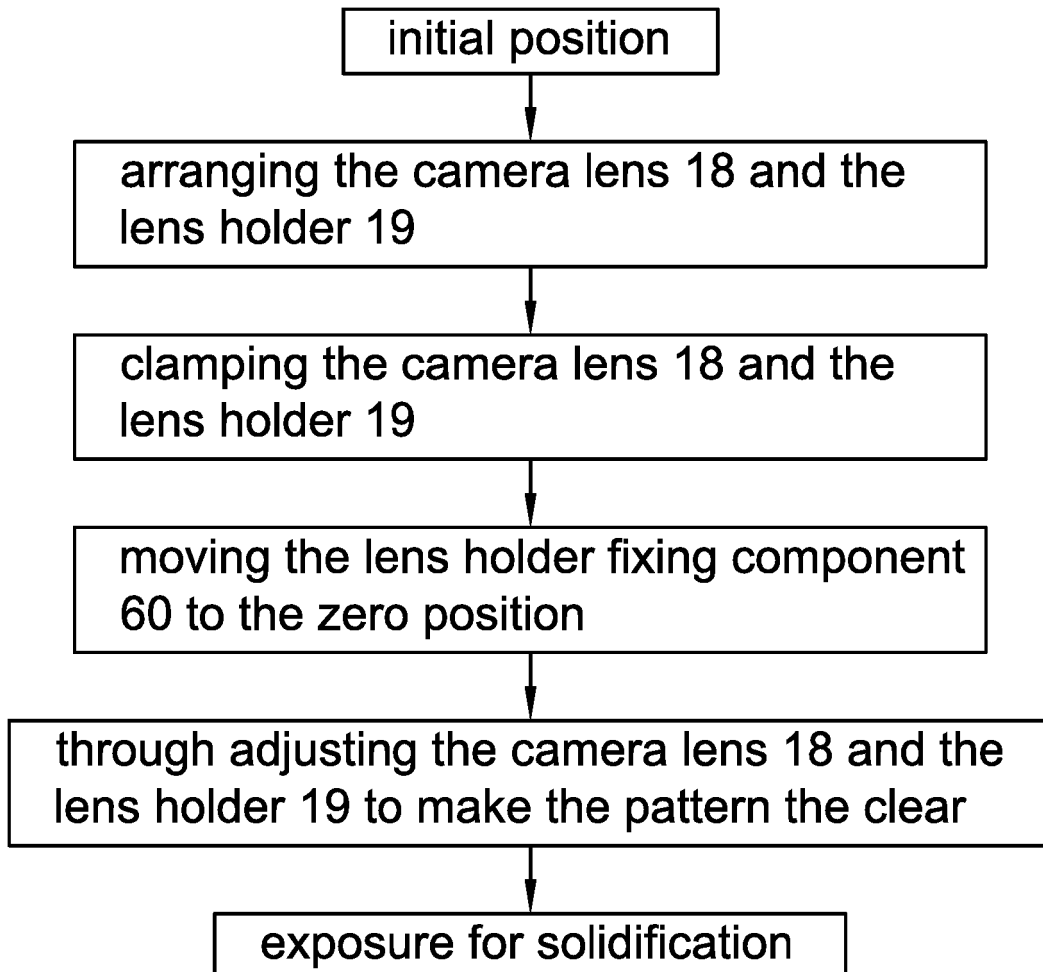 initial position
arranging the camera lens 18 and the
lens holder 19
clamping the camera lens 18 and the
lens holder 19
moving the lens holder fixing component
60 to the zero position
through adjusting the camera lens 18 and the
lens holder 19 to make the pattern the clear
exposure for solidification